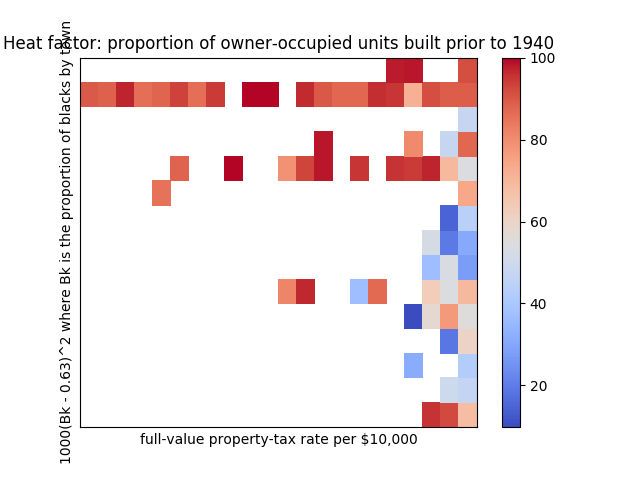 Heat factor: proportion of owner-occupied units built prior to 1940
1000(Bk - 0.63)^2 where Bk is the proportion of blacks by town
100
80
60
40
20
full-value property-tax rate per $10,000